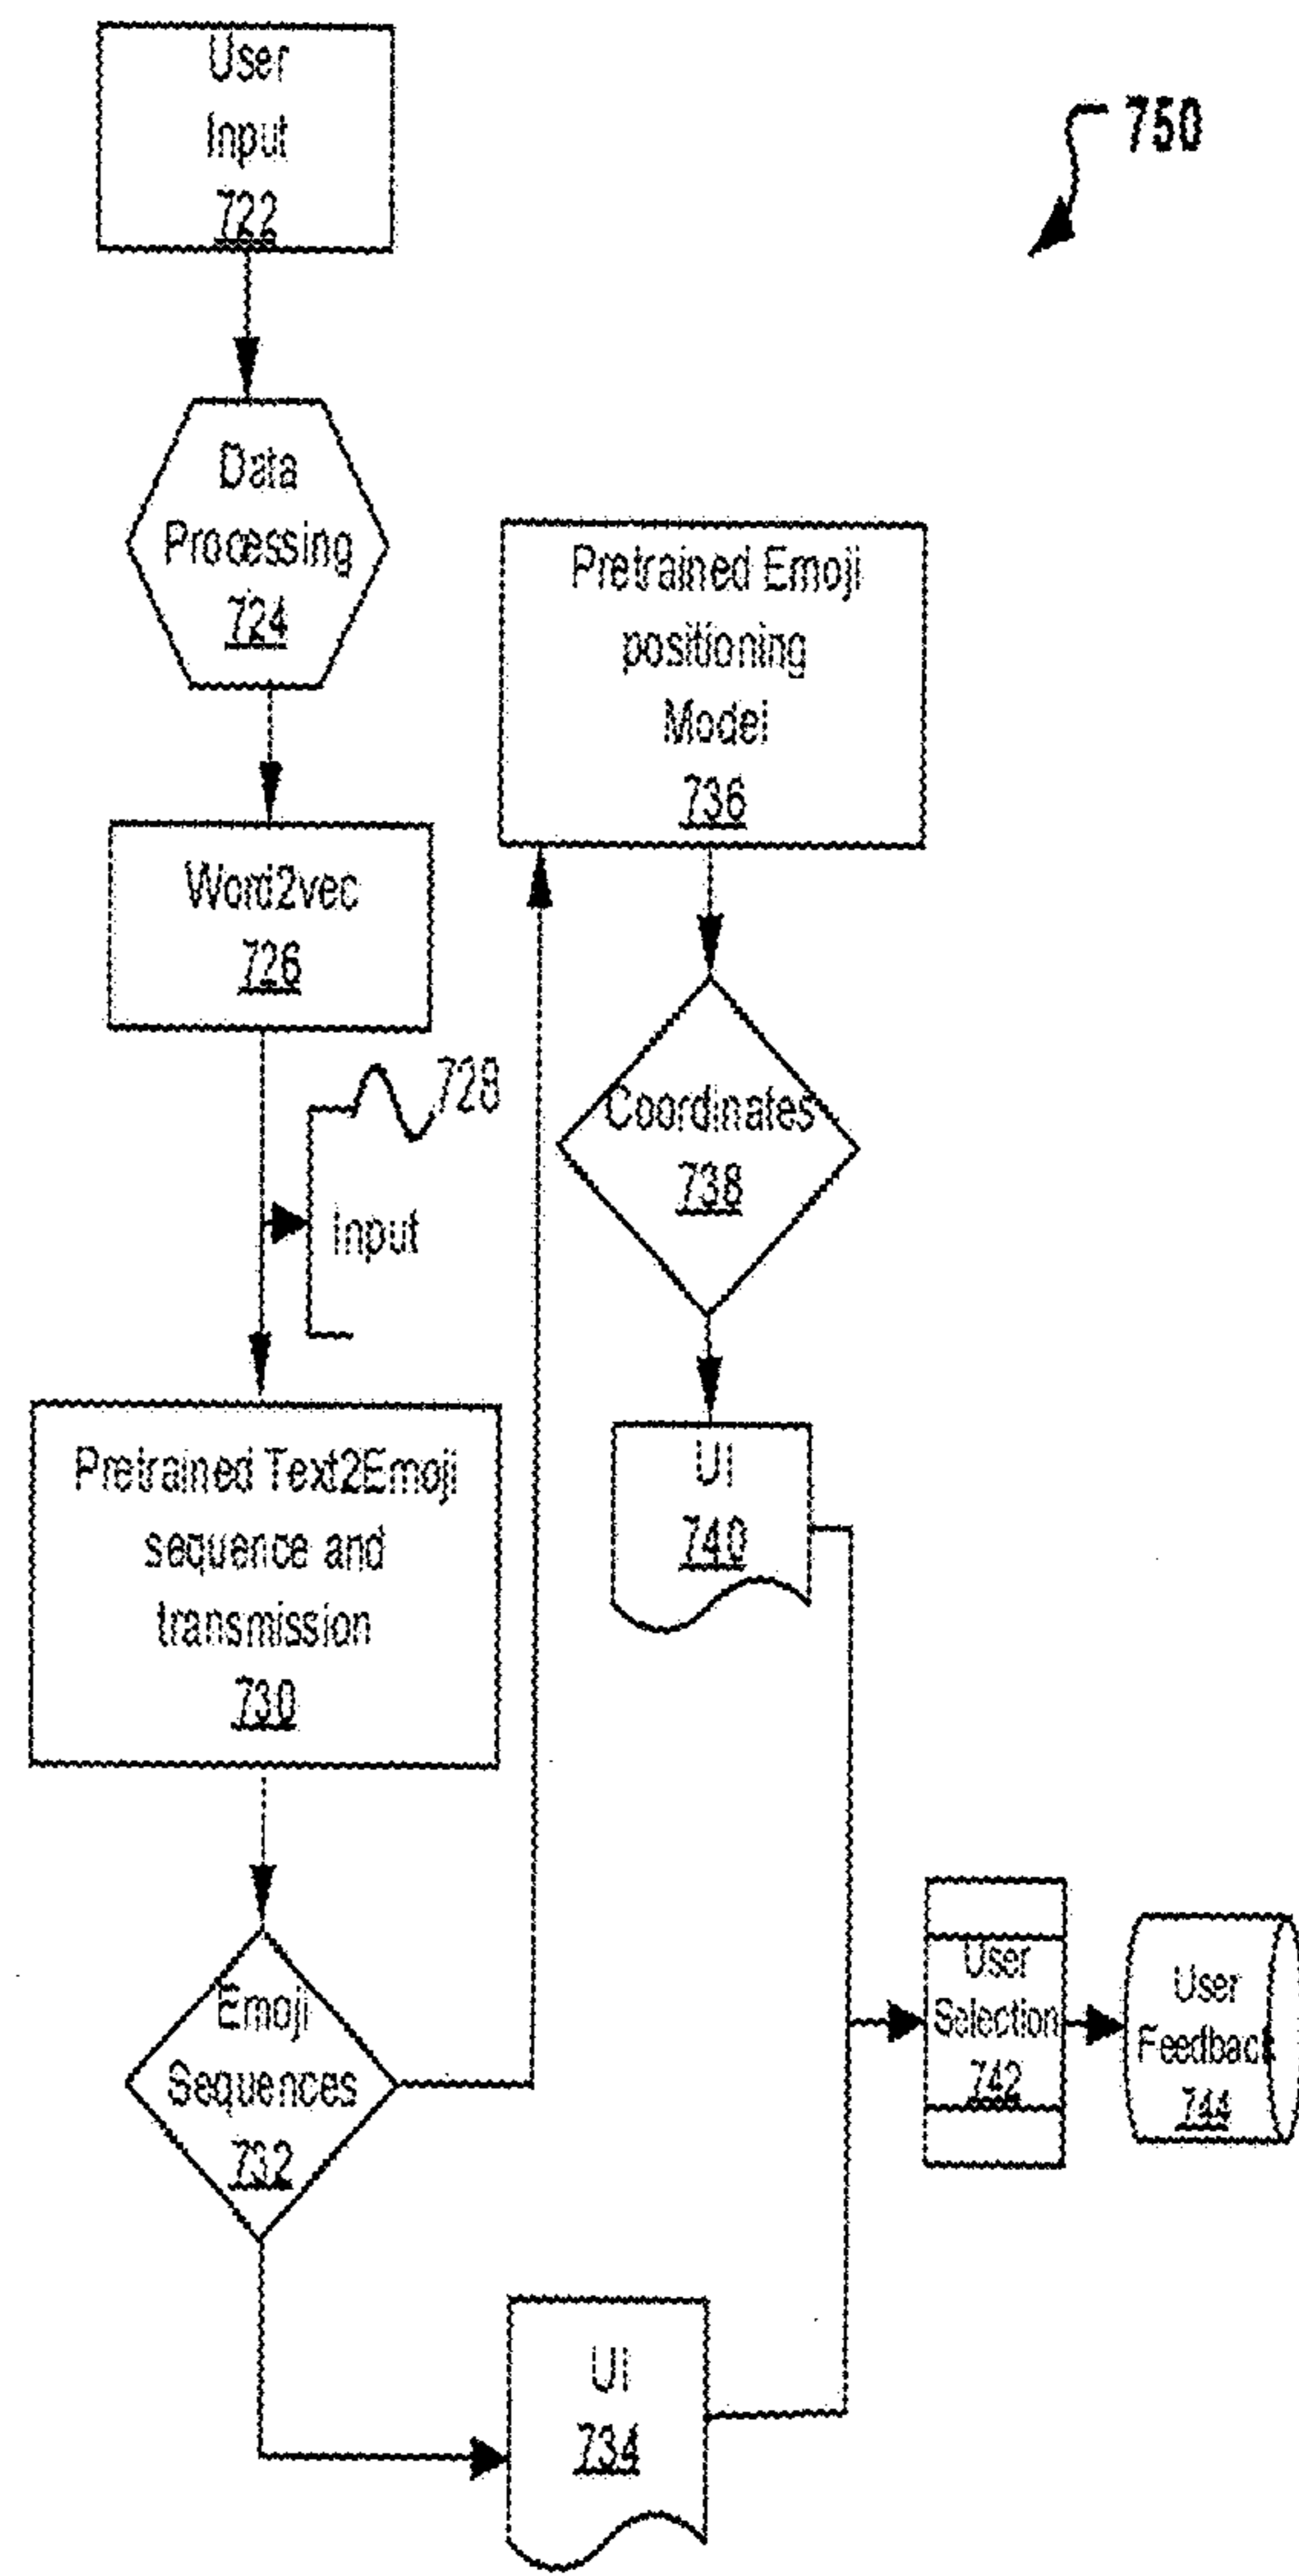 User
Input
722
750
Data
Processing
724
Word2vec
726
728
Input
Pretrained Text2Emoji
sequence and
transmission
730
Emoji
Sequences
732
UI
734
Pretrained Emoji
positioning
Model
736
Coordinates
738
UI
740
User
Selection
742
User
Feedback
744